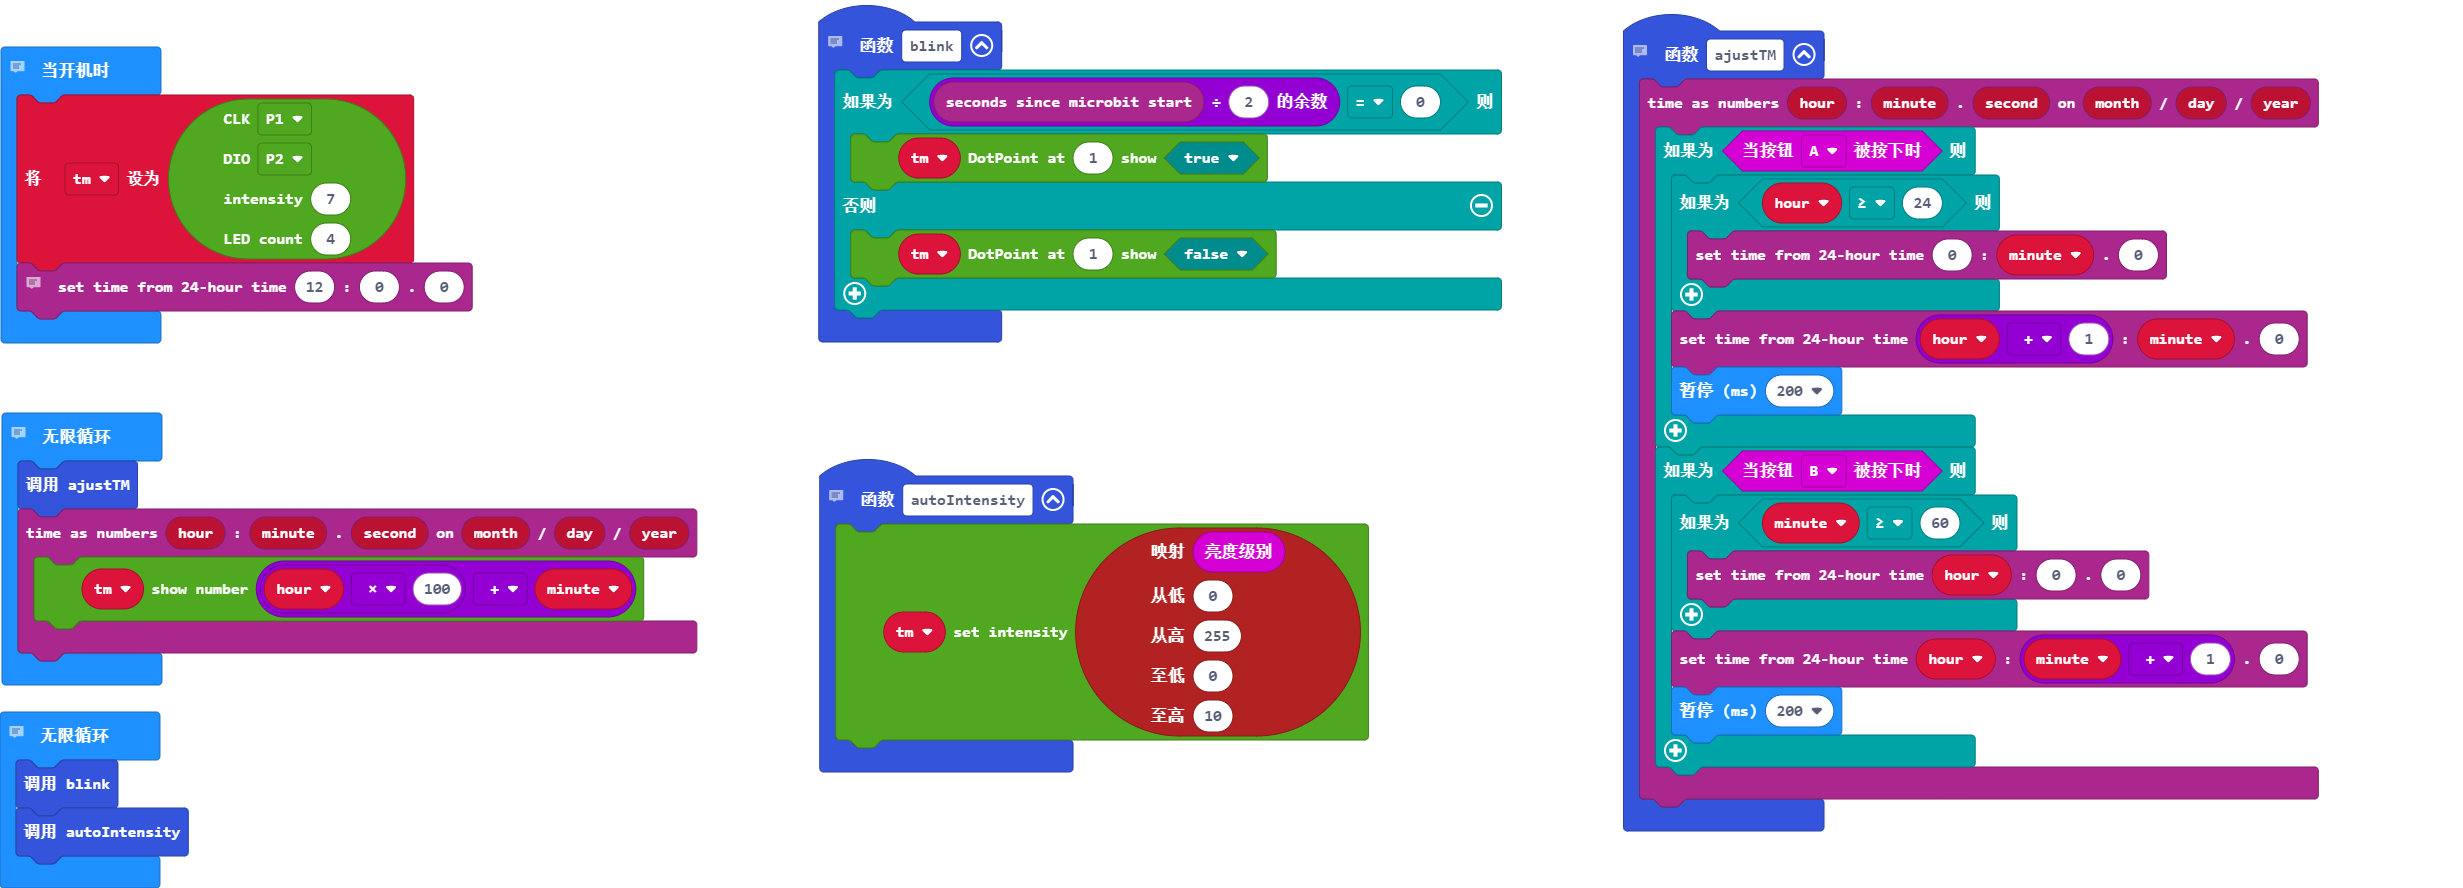 当开机时
将 tm 设为
CLK P1
DIO P2
intensity 7
LED count 4
set time from 24-hour time 12 : 0 . 0
无限循环
调用 ajustTM
time as numbers hour : minute . second on month / day / year
tm show number hour × 100 + minute
无限循环
调用 blink
调用 autoIntensity
函数 blink
如果为 seconds since microbit start ÷ 2 的余数 = 0 则
tm DotPoint at 1 show true
否则
tm DotPoint at 1 show false
函数 autoIntensity
tm set intensity
映射 亮度级别
从低 0
从高 255
至低 0
至高 10
函数 ajustTM
time as numbers hour : minute . second on month / day / year
如果为 当按钮 A 被按下时 则
如果为 hour ≥ 24 则
set time from 24-hour time 0 : minute . 0
set time from 24-hour time hour + 1 : minute . 0
暂停 (ms) 200
如果为 当按钮 B 被按下时 则
如果为 minute ≥ 60 则
set time from 24-hour time hour : 0 . 0
set time from 24-hour time hour : minute + 1 . 0
暂停 (ms) 200